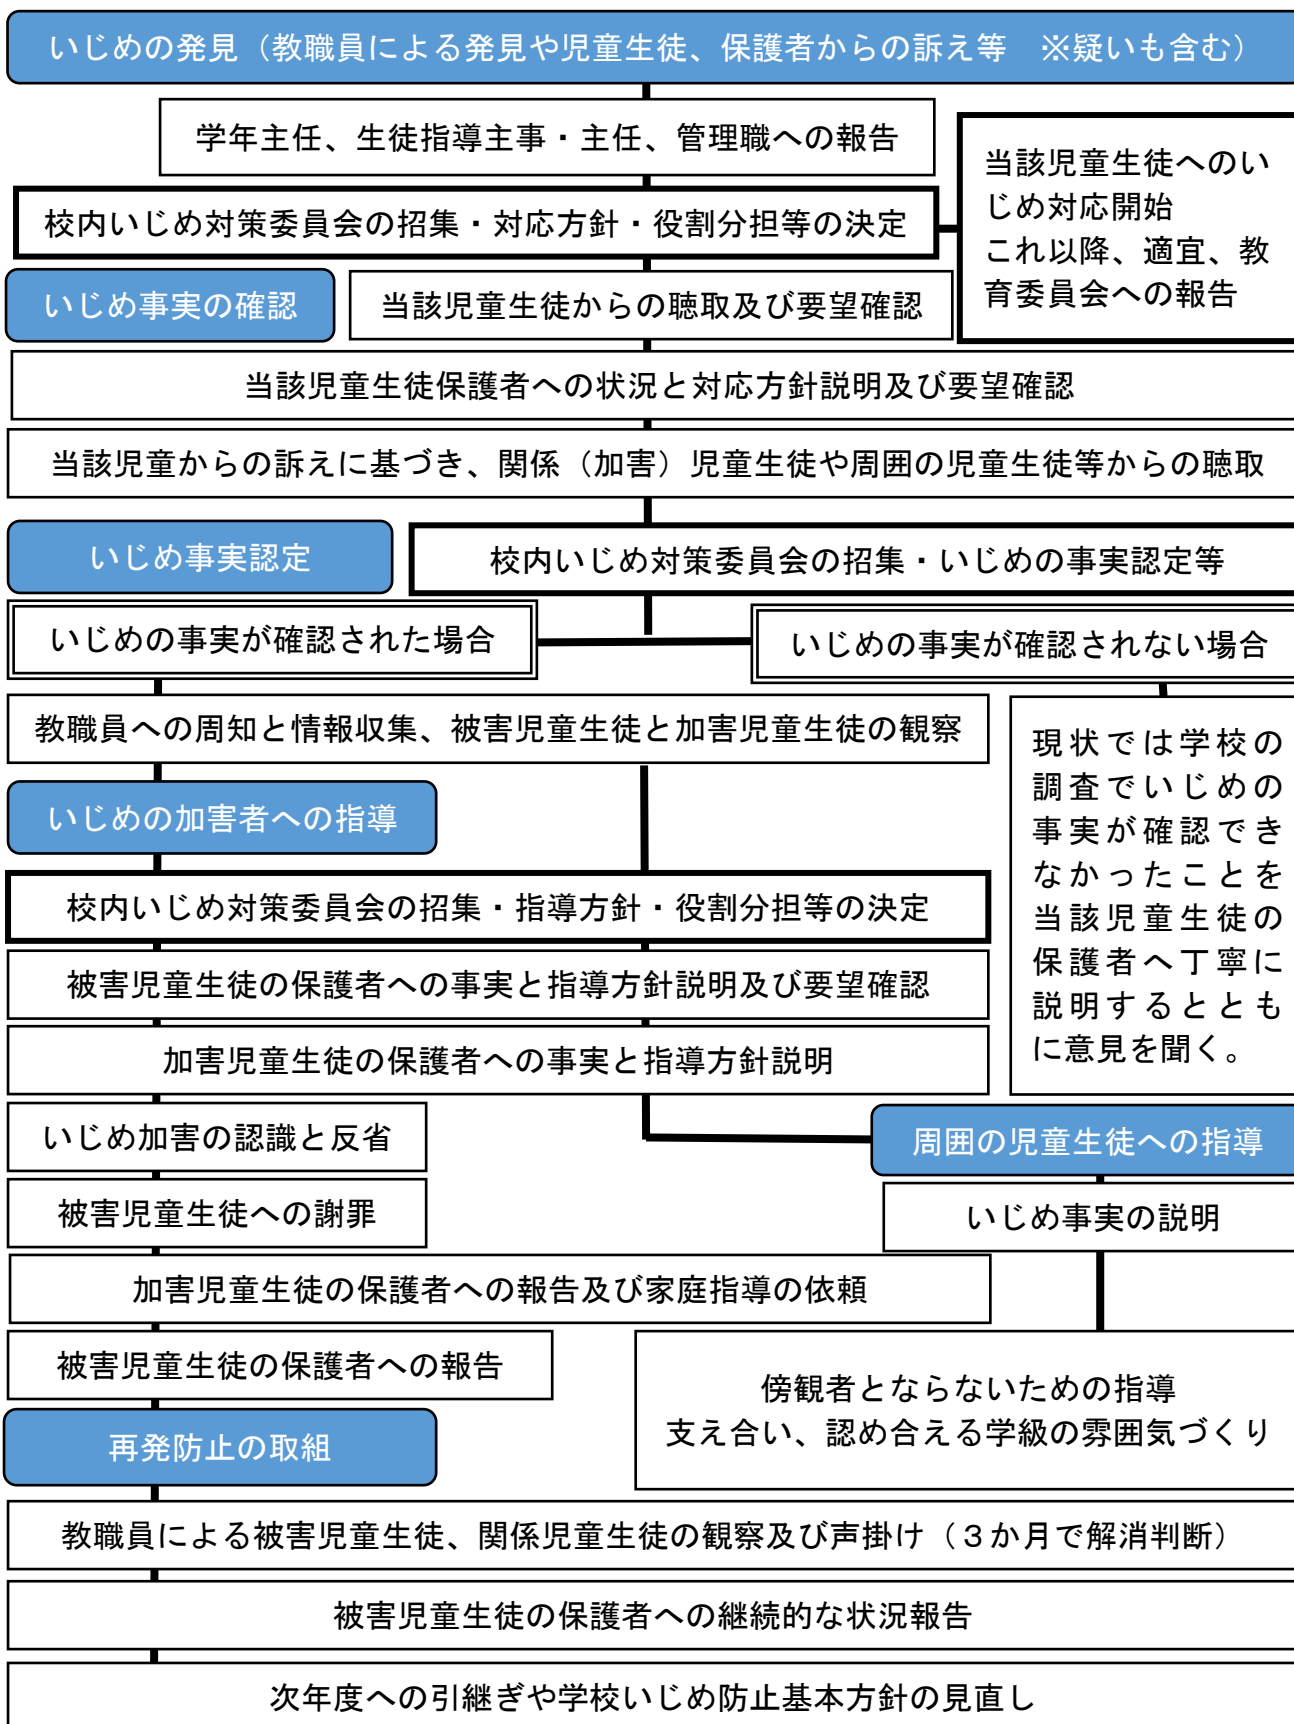 いじめの発見（教職員による発見や児童生徒、保護者からの訴え等　※疑いも含む）
学年主任、生徒指導主事・主任、管理職への報告
校内いじめ対策委員会の招集・対応方針・役割分担等の決定
当該児童生徒へのい
じめ対応開始
これ以降、適宜、教
育委員会への報告
いじめ事実の確認
当該児童生徒からの聴取及び要望確認
当該児童生徒保護者への状況と対応方針説明及び要望確認
当該児童からの訴えに基づき、関係（加害）児童生徒や周囲の児童生徒等からの聴取
いじめ事実認定
校内いじめ対策委員会の招集・いじめの事実認定等
いじめの事実が確認された場合
いじめの事実が確認されない場合
教職員への周知と情報収集、被害児童生徒と加害児童生徒の観察
現状では学校の
調査でいじめの
事実が確認でき
なかったことを
当該児童生徒の
保護者へ丁寧に
説明するととも
に意見を聞く。
いじめの加害者への指導
校内いじめ対策委員会の招集・指導方針・役割分担等の決定
被害児童生徒の保護者への事実と指導方針説明及び要望確認
加害児童生徒の保護者への事実と指導方針説明
いじめ加害の認識と反省
周囲の児童生徒への指導
被害児童生徒への謝罪
いじめ事実の説明
加害児童生徒の保護者への報告及び家庭指導の依頼
被害児童生徒の保護者への報告
傍観者とならないための指導
支え合い、認め合える学級の雰囲気づくり
再発防止の取組
教職員による被害児童生徒、関係児童生徒の観察及び声掛け（３か月で解消判断）
被害児童生徒の保護者への継続的な状況報告
次年度への引継ぎや学校いじめ防止基本方針の見直し